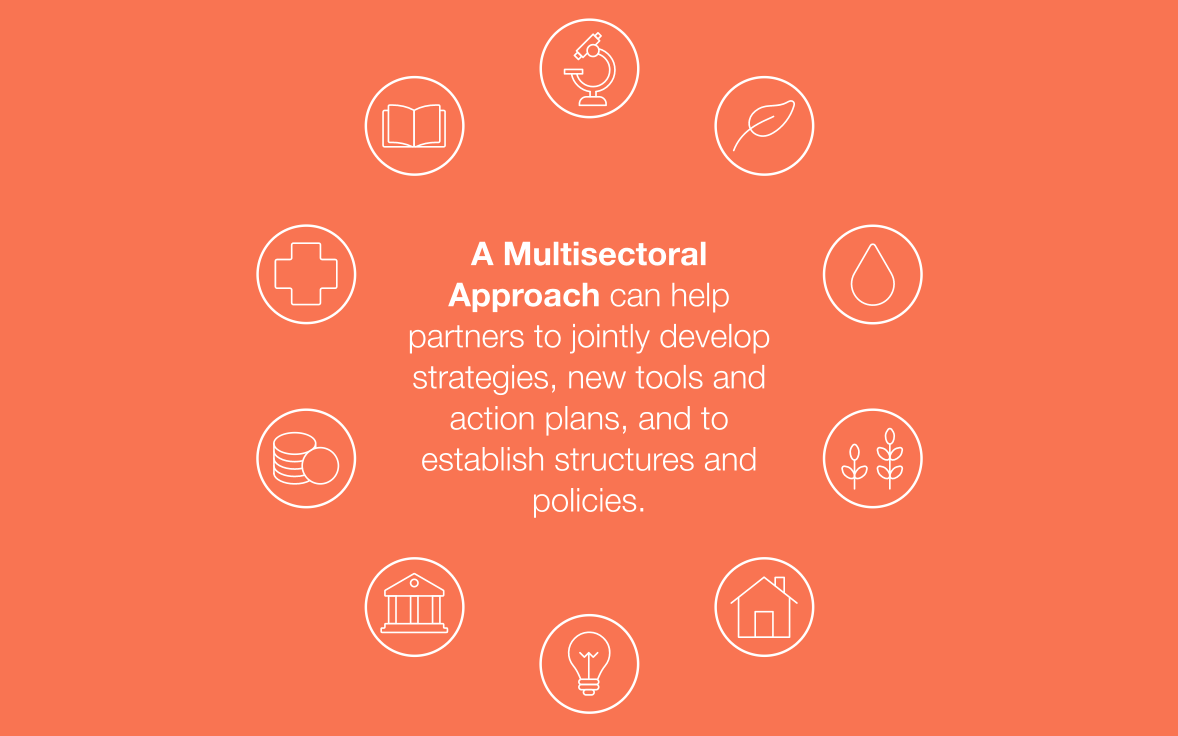 A Multisectoral
Approach can help
partners to jointly develop
strategies, new tools and
action plans, and to
establish structures and
policies.